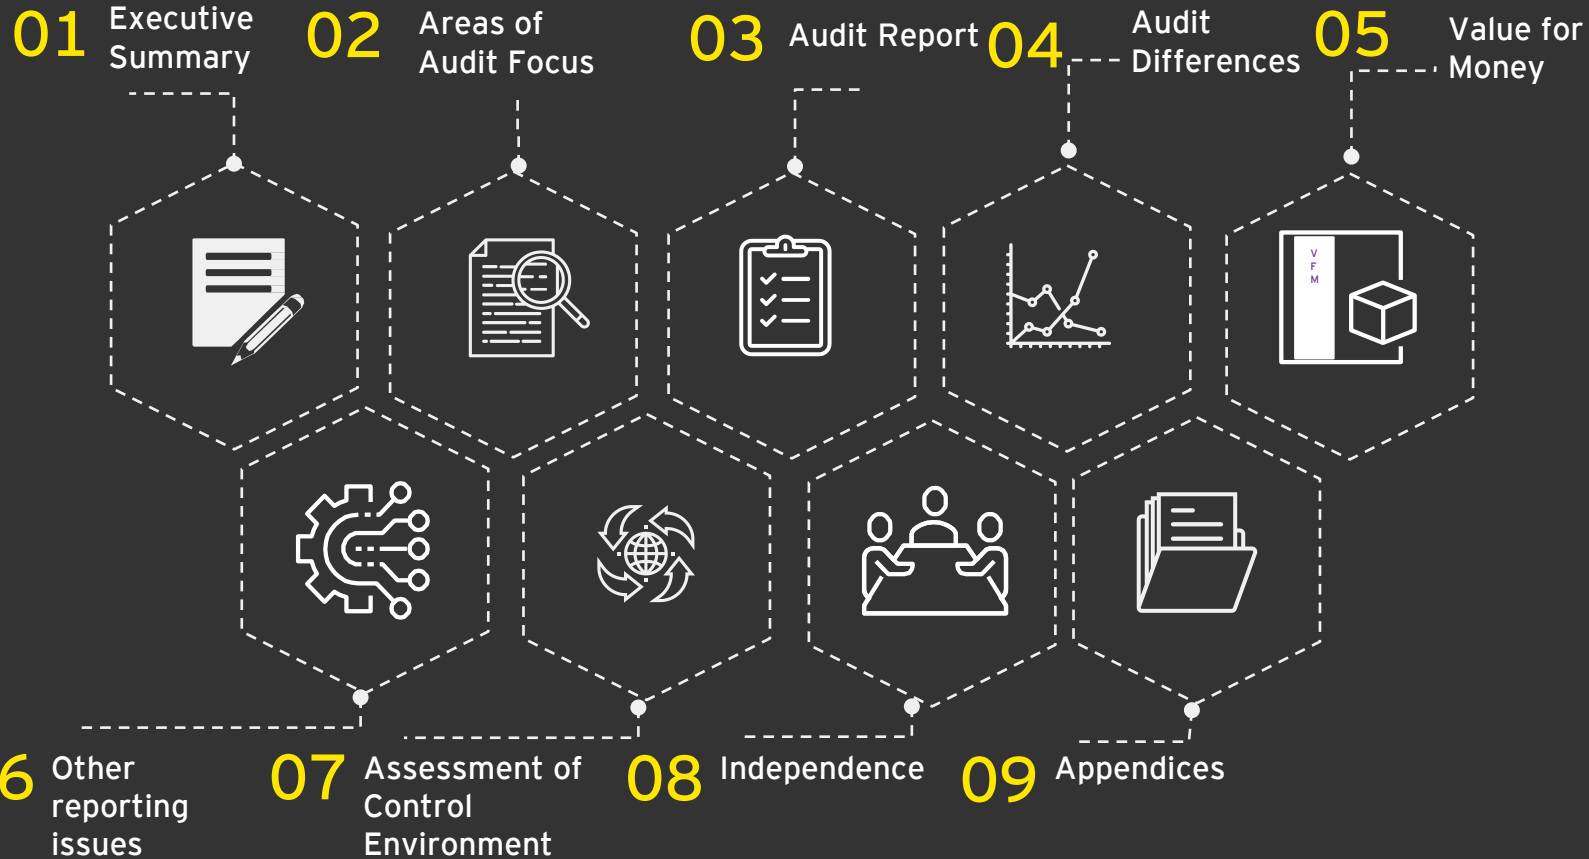 01 Executive
Summary
02 Areas of
Audit Focus
03 Audit Report
04 Audit
Differences
05 Value for
Money
V
F
M
6 Other
reporting
issues
07 Assessment of
Control
Environment
08 Independence
09 Appendices